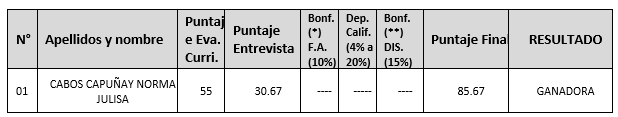 N° Apellidos y nombre Puntaj e Eva. Curri. Puntaje Entrevista Bonf. (*) F.A. (10%) Dep. Calif. (4% a 20%) Bonf. (**) DIS. (15%) Puntaje Final RESULTADO
01 CABOS CAPUÑAY NORMA JULISA 55 30.67 ---- ----- ---- 85.67 GANADORA